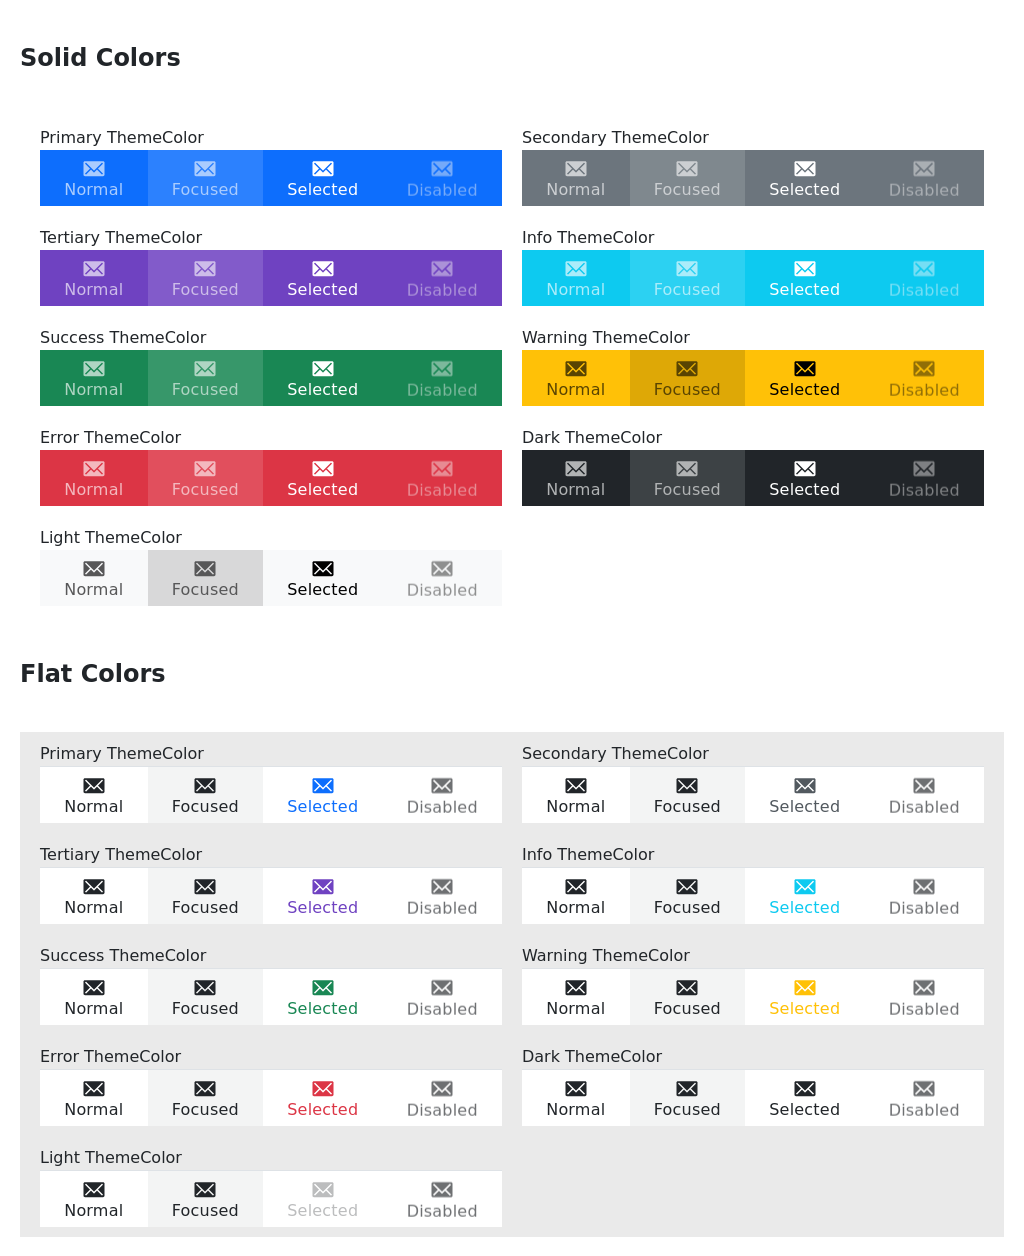 Solid Colors
Primary ThemeColor
Normal Focused Selected Disabled
Secondary ThemeColor
Normal Focused Selected Disabled
Tertiary ThemeColor
Normal Focused Selected Disabled
Info ThemeColor
Normal Focused Selected Disabled
Success ThemeColor
Normal Focused Selected Disabled
Warning ThemeColor
Normal Focused Selected Disabled
Error ThemeColor
Normal Focused Selected Disabled
Dark ThemeColor
Normal Focused Selected Disabled
Light ThemeColor
Normal Focused Selected Disabled
Flat Colors
Primary ThemeColor
Normal Focused Selected Disabled
Secondary ThemeColor
Normal Focused Selected Disabled
Tertiary ThemeColor
Normal Focused Selected Disabled
Info ThemeColor
Normal Focused Selected Disabled
Success ThemeColor
Normal Focused Selected Disabled
Warning ThemeColor
Normal Focused Selected Disabled
Error ThemeColor
Normal Focused Selected Disabled
Dark ThemeColor
Normal Focused Selected Disabled
Light ThemeColor
Normal Focused Selected Disabled